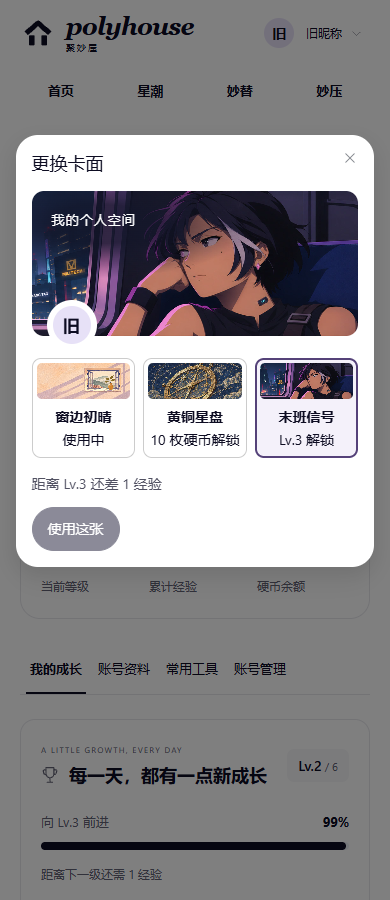 polyhouse
聚妙屋
旧 旧昵称
首页 星潮 妙替 妙压
更换卡面
我的个人空间
旧
窗边初晴 黄铜星盘 末班信号
使用中 10 枚硬币解锁 Lv.3 解锁
距离 Lv.3 还差 1 经验
使用这张
当前等级 累计经验 硬币余额
我的成长 账号资料 常用工具 账号管理
A LITTLE GROWTH, EVERY DAY
每一天，都有一点新成长 Lv.2 / 6
向 Lv.3 前进 99%
距离下一级还需 1 经验